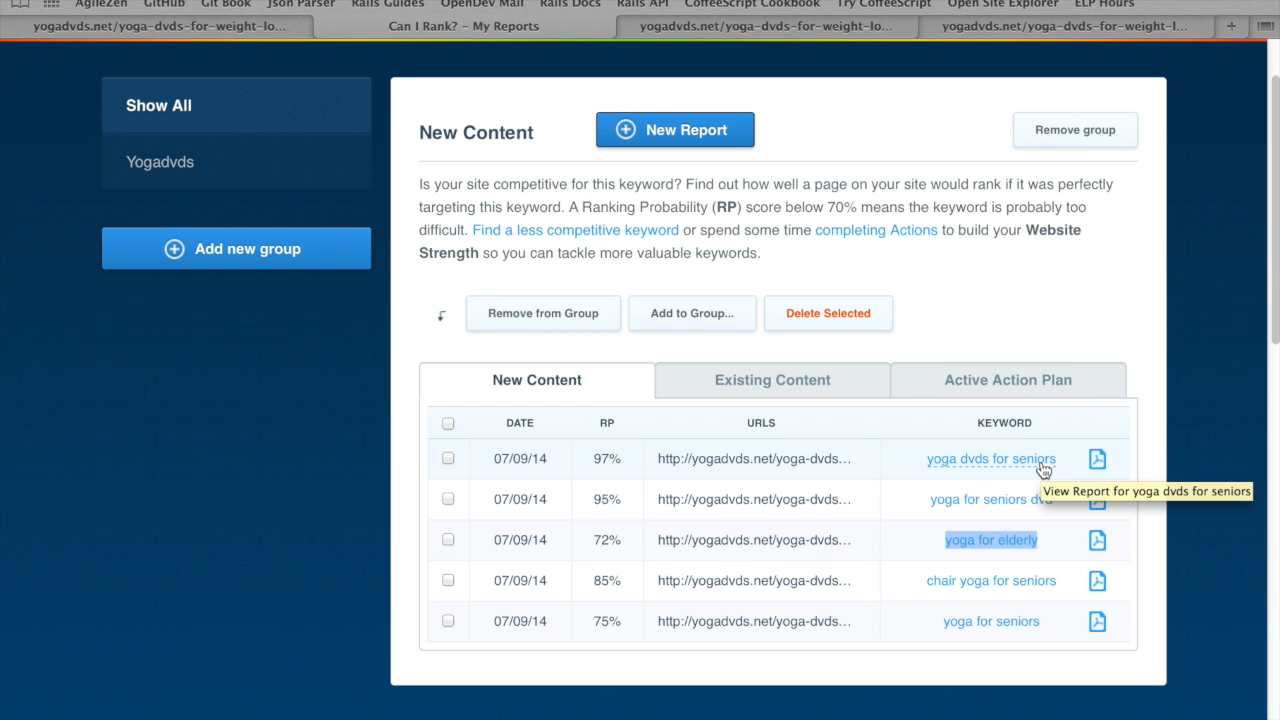 AgileZen GitHub Git Book Json Parser Rails Guides OpenDev Mail Rails Docs Rails API CoffeeScript Cookbook Try CoffeeScript Open Site Explorer ELP Hours
yogadvds.net/yoga-dvds-for-weight-lo... Can I Rank? – My Reports yogadvds.net/yoga-dvds-for-weight-lo... yogadvds.net/yoga-dvds-for-weight-l...
Show All
Yogadvds
Add new group
New Content New Report Remove group
Is your site competitive for this keyword? Find out how well a page on your site would rank if it was perfectly
targeting this keyword. A Ranking Probability (RP) score below 70% means the keyword is probably too
difficult. Find a less competitive keyword or spend some time completing Actions to build your Website
Strength so you can tackle more valuable keywords.
Remove from Group Add to Group... Delete Selected
New Content Existing Content Active Action Plan
DATE RP URLS KEYWORD
07/09/14 97% http://yogadvds.net/yoga-dvds... yoga dvds for seniors
View Report for yoga dvds for seniors
07/09/14 95% http://yogadvds.net/yoga-dvds... yoga for seniors dvd
07/09/14 72% http://yogadvds.net/yoga-dvds... yoga for elderly
07/09/14 85% http://yogadvds.net/yoga-dvds... chair yoga for seniors
07/09/14 75% http://yogadvds.net/yoga-dvds... yoga for seniors